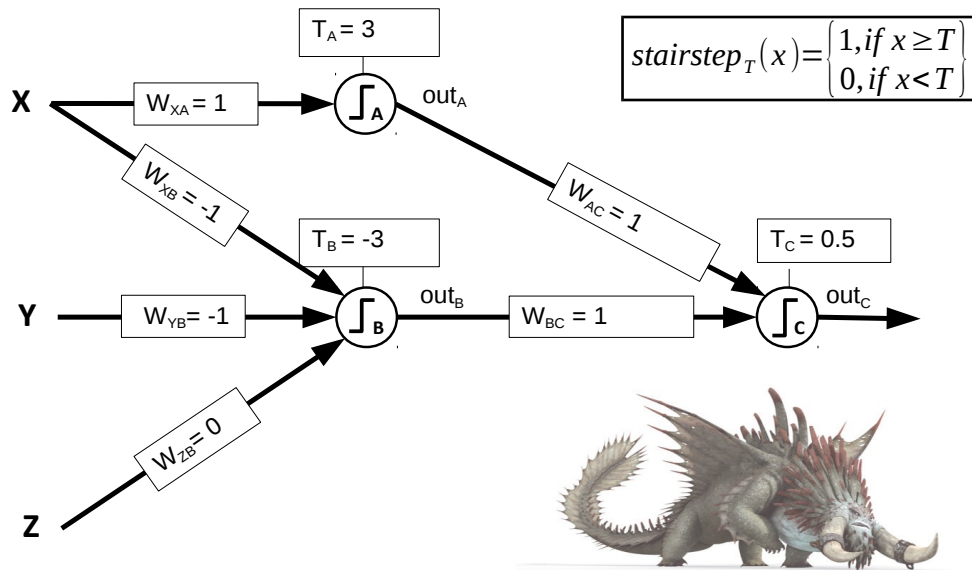 T_A = 3
stairstep_T(x)={1, if x ≥ T
0, if x < T}
X
W_XA = 1
A
out_A
W_XB = -1
W_AC = 1
T_B = -3
T_C = 0.5
Y
W_YB= -1
B
out_B
W_BC = 1
C
out_C
W_ZB= 0
Z